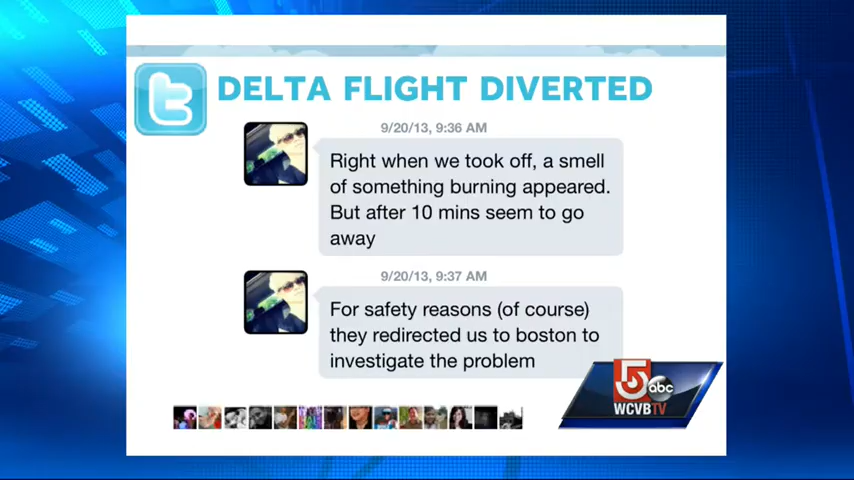 DELTA FLIGHT DIVERTED
9/20/13, 9:36 AM
Right when we took off, a smell
of something burning appeared.
But after 10 mins seem to go
away
9/20/13, 9:37 AM
For safety reasons (of course)
they redirected us to boston to
investigate the problem
5 abc
WCVBTV